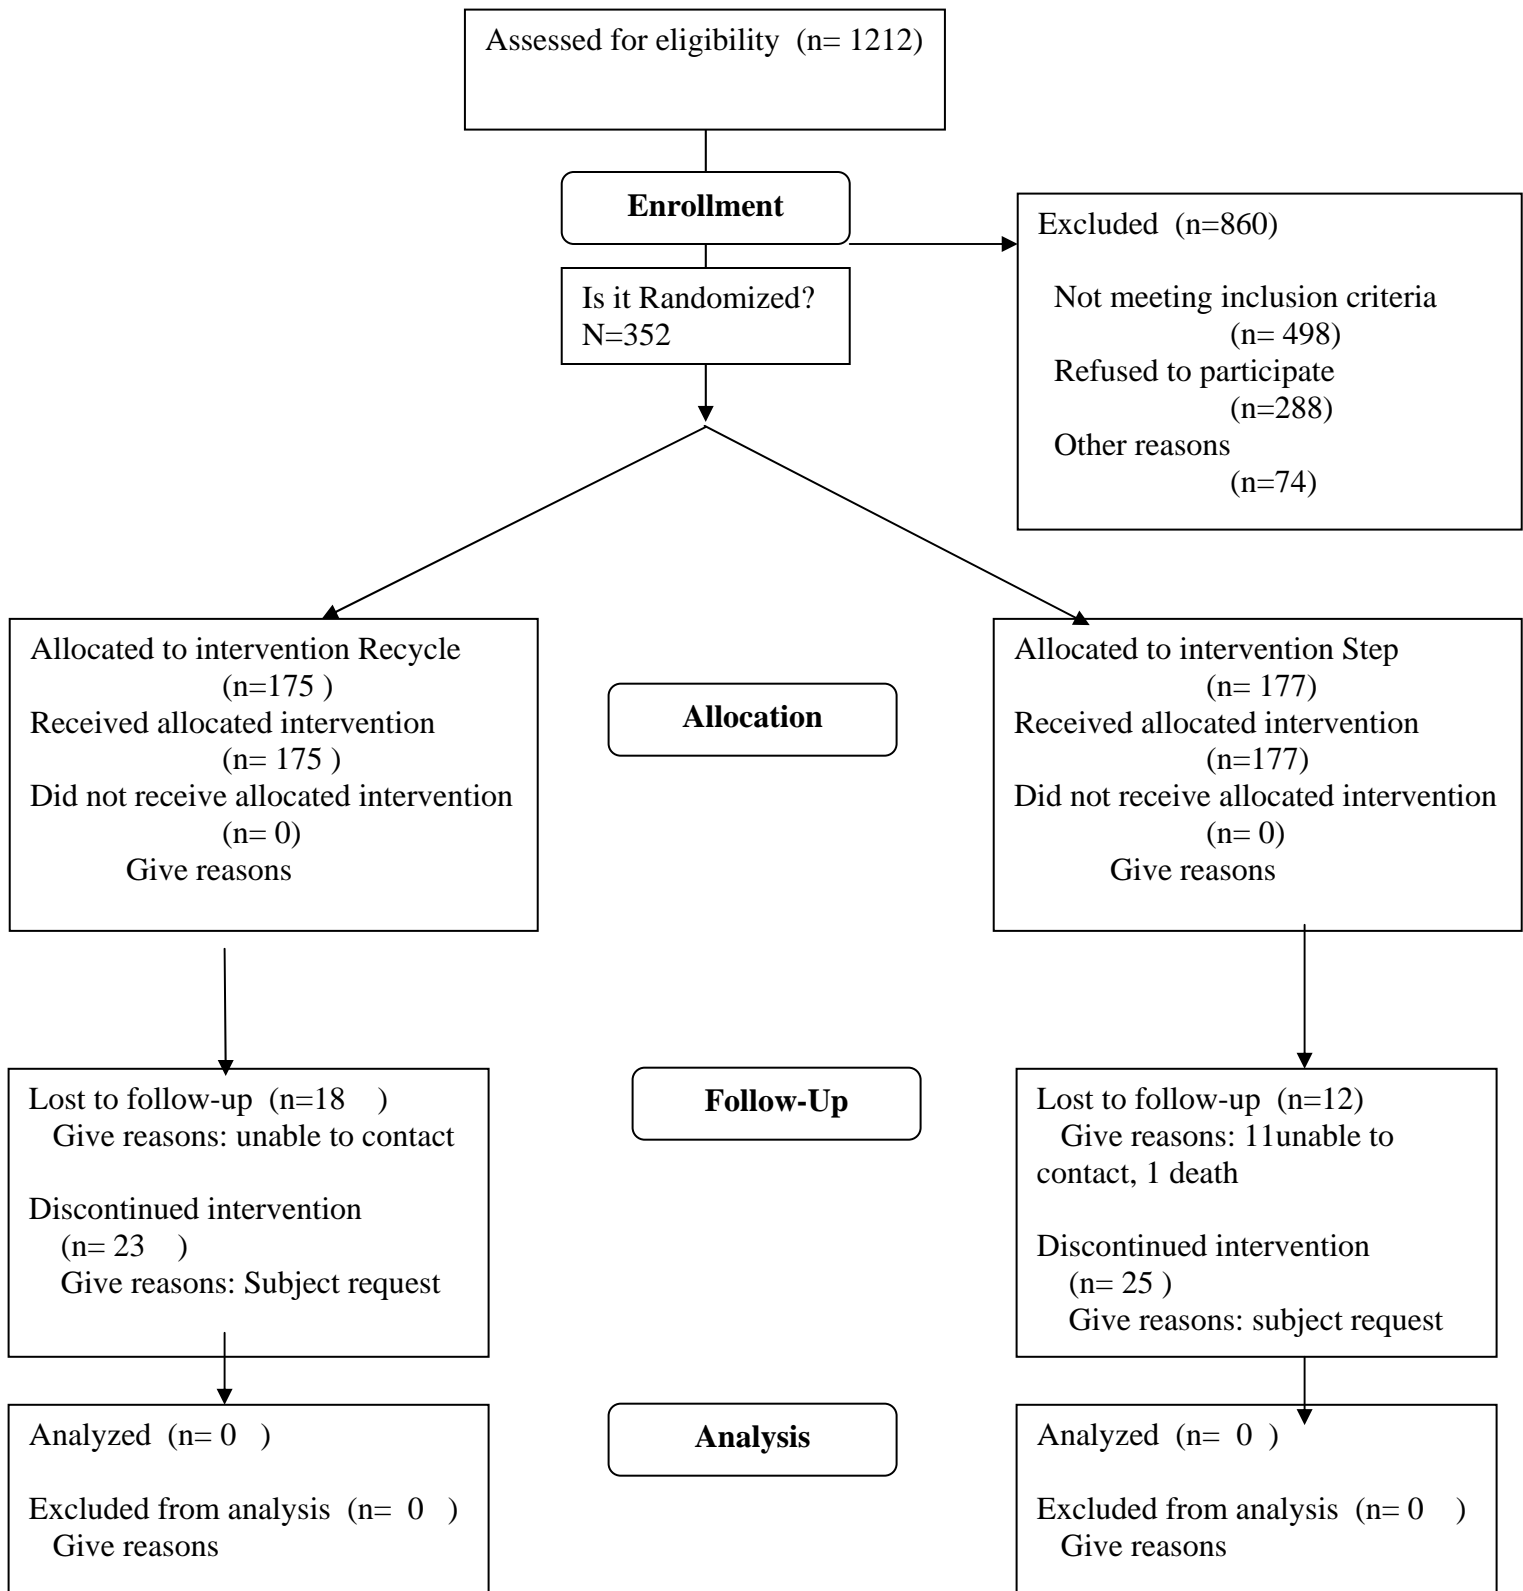 Assessed for eligibility (n= 1212)
Enrollment
Excluded (n=860)
Not meeting inclusion criteria
(n= 498)
Refused to participate
(n=288)
Other reasons
(n=74)
Is it Randomized?
N=352
Allocated to intervention Recycle
(n=175 )
Received allocated intervention
(n= 175 )
Did not receive allocated intervention
(n= 0)
Give reasons
Allocation
Allocated to intervention Step
(n= 177)
Received allocated intervention
(n=177)
Did not receive allocated intervention
(n= 0)
Give reasons
Lost to follow-up (n=18 )
Give reasons: unable to contact
Discontinued intervention
(n= 23 )
Give reasons: Subject request
Follow-Up
Lost to follow-up (n=12)
Give reasons: 11unable to
contact, 1 death
Discontinued intervention
(n= 25 )
Give reasons: subject request
Analyzed (n= 0 )
Excluded from analysis (n= 0 )
Give reasons
Analysis
Analyzed (n= 0 )
Excluded from analysis (n= 0 )
Give reasons